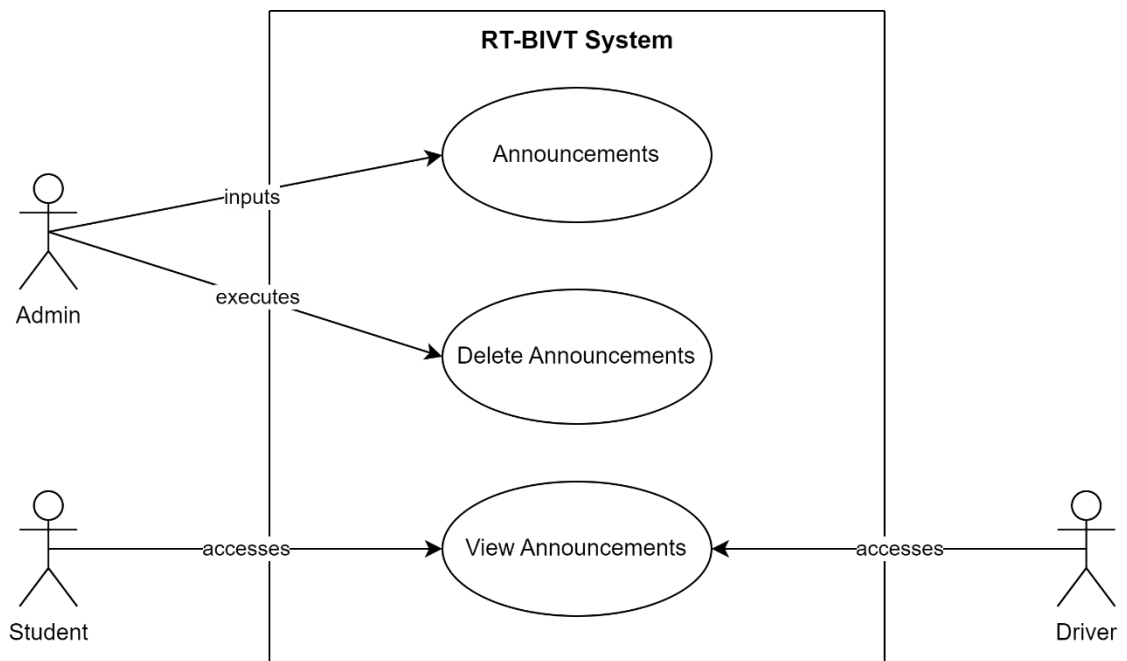 RT-BIVT System
Announcements
inputs
Admin
executes
Delete Announcements
accesses
View Announcements
accesses
Student
Driver